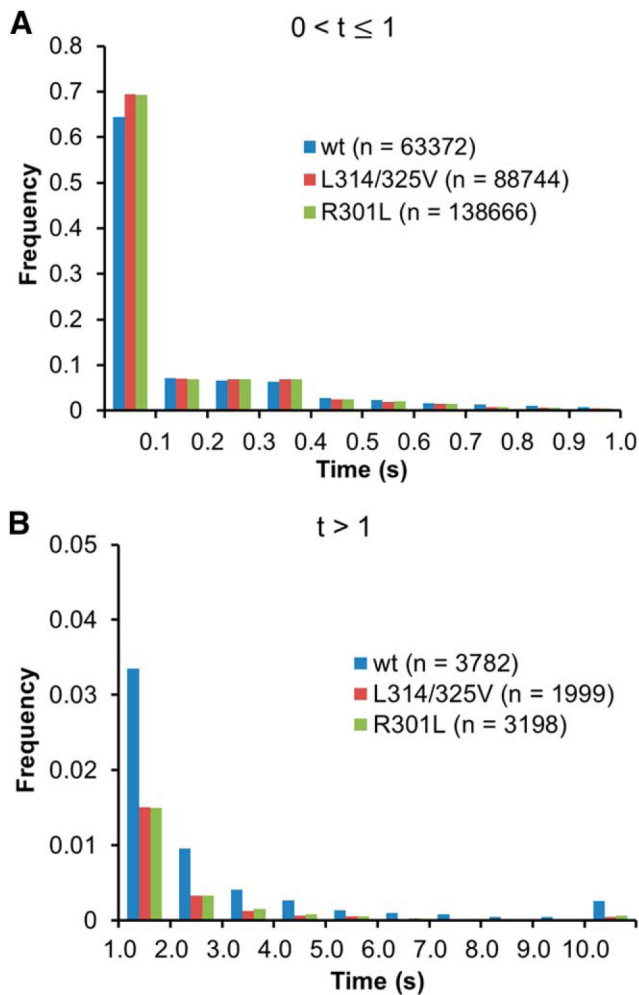 A
0 < t ≤ 1
0.8
0.7
0.6
0.5
0.4
0.3
0.2
0.1
0
Frequency
wt (n = 63372)
L314/325V (n = 88744)
R301L (n = 138666)
0.1 0.2 0.3 0.4 0.5 0.6 0.7 0.8 0.9 1.0
Time (s)
B
t > 1
0.05
0.04
0.03
0.02
0.01
0
Frequency
wt (n = 3782)
L314/325V (n = 1999)
R301L (n = 3198)
1.0 2.0 3.0 4.0 5.0 6.0 7.0 8.0 9.0 10.0
Time (s)